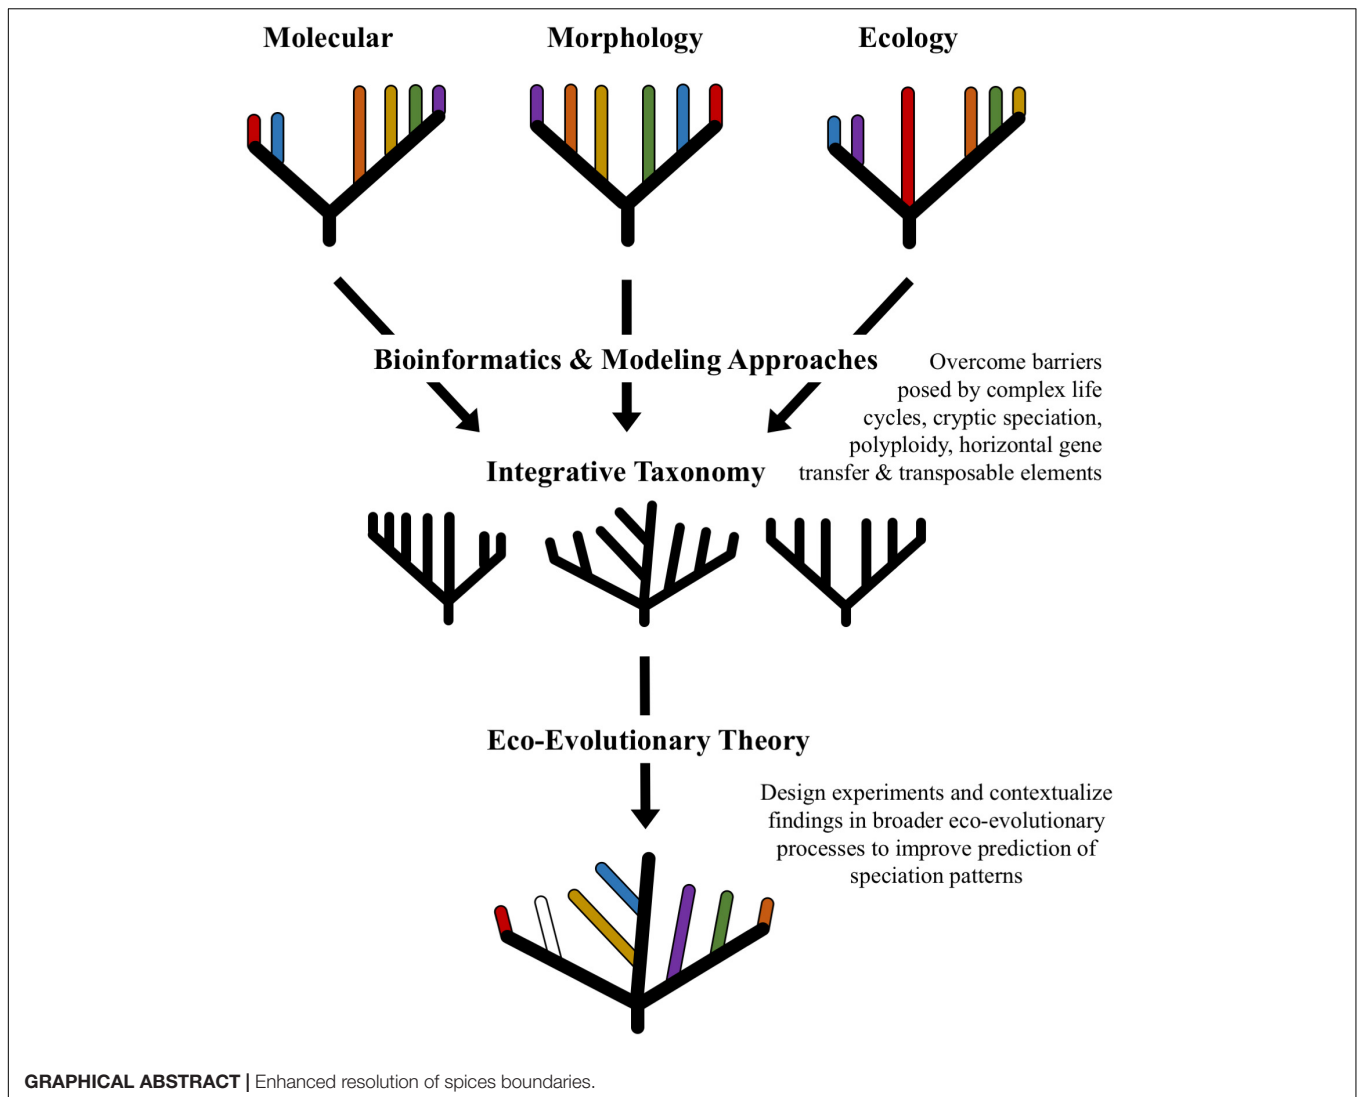 Molecular
Morphology
Ecology
Bioinformatics & Modeling Approaches
Overcome barriers
posed by complex life
cycles, cryptic speciation,
polyploidy, horizontal gene
transfer & transposable elements
Integrative Taxonomy
Eco-Evolutionary Theory
Design experiments and contextualize
findings in broader eco-evolutionary
processes to improve prediction of
speciation patterns
GRAPHICAL ABSTRACT | Enhanced resolution of spices boundaries.